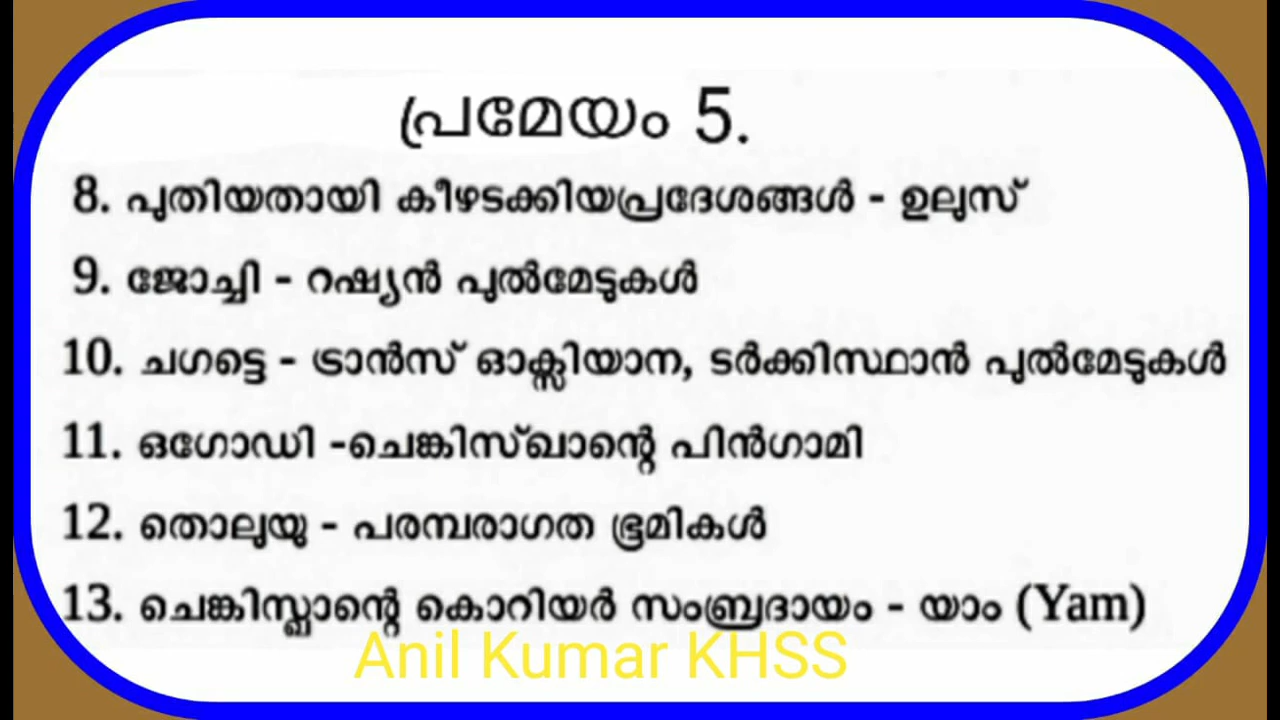 പ്രമേയം 5.
8. പുതിയതായി കീഴടക്കിയപ്രദേശങ്ങൾ - ഉലുസ്
9. ജോച്ചി - റഷ്യൻ പുൽമേടുകൾ
10. ചഗട്ടെ - ട്രാൻസ് ഓക്സിയാന, ടർക്കിസ്ഥാൻ പുൽമേടുകൾ
11. ഒഗോഡി -ചെങ്കിസ്ഖാന്റെ പിൻഗാമി
12. തൊലുയു - പരമ്പരാഗത ഭൂമികൾ
13. ചെങ്കിസ്ഖാന്റെ കൊറിയർ സംബ്രദായം - യാം (Yam)
Anil Kumar KHSS